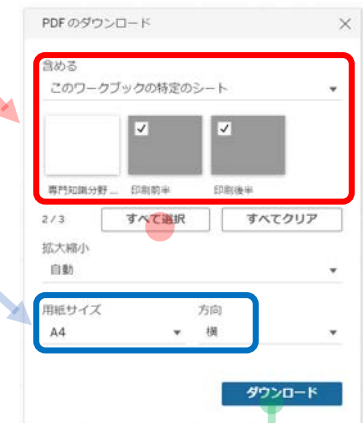 PDF のダウンロード
含める
このワークブックの特定のシート
専門知識分野... 印刷前半 印刷後半
2 / 3 すべて選択 すべてクリア
拡大縮小
自動
用紙サイズ 方向
A4 横
ダウンロード